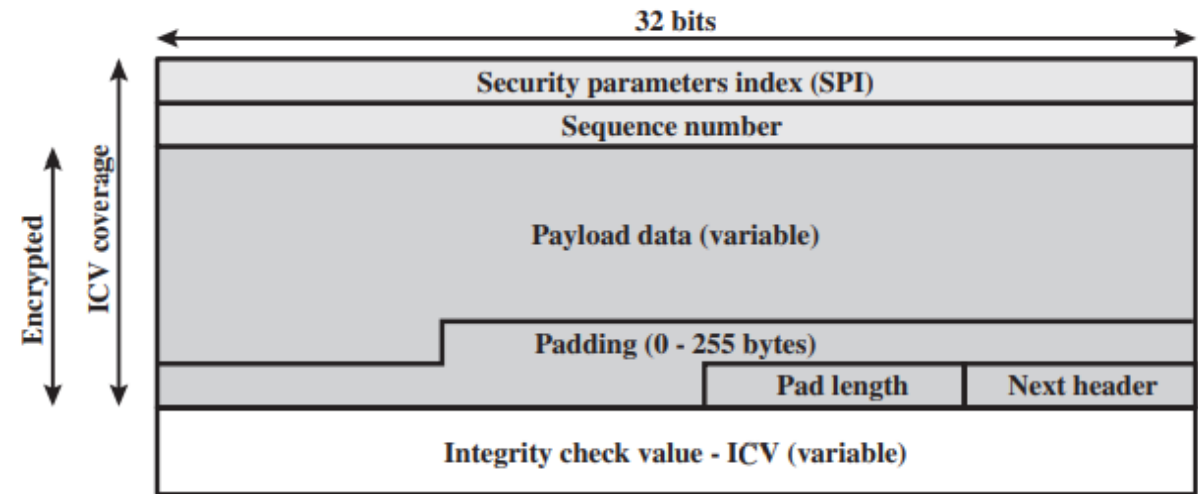 32 bits
Security parameters index (SPI)
Sequence number
Encrypted
ICV coverage
Payload data (variable)
Padding (0 - 255 bytes)
Pad length
Next header
Integrity check value - ICV (variable)